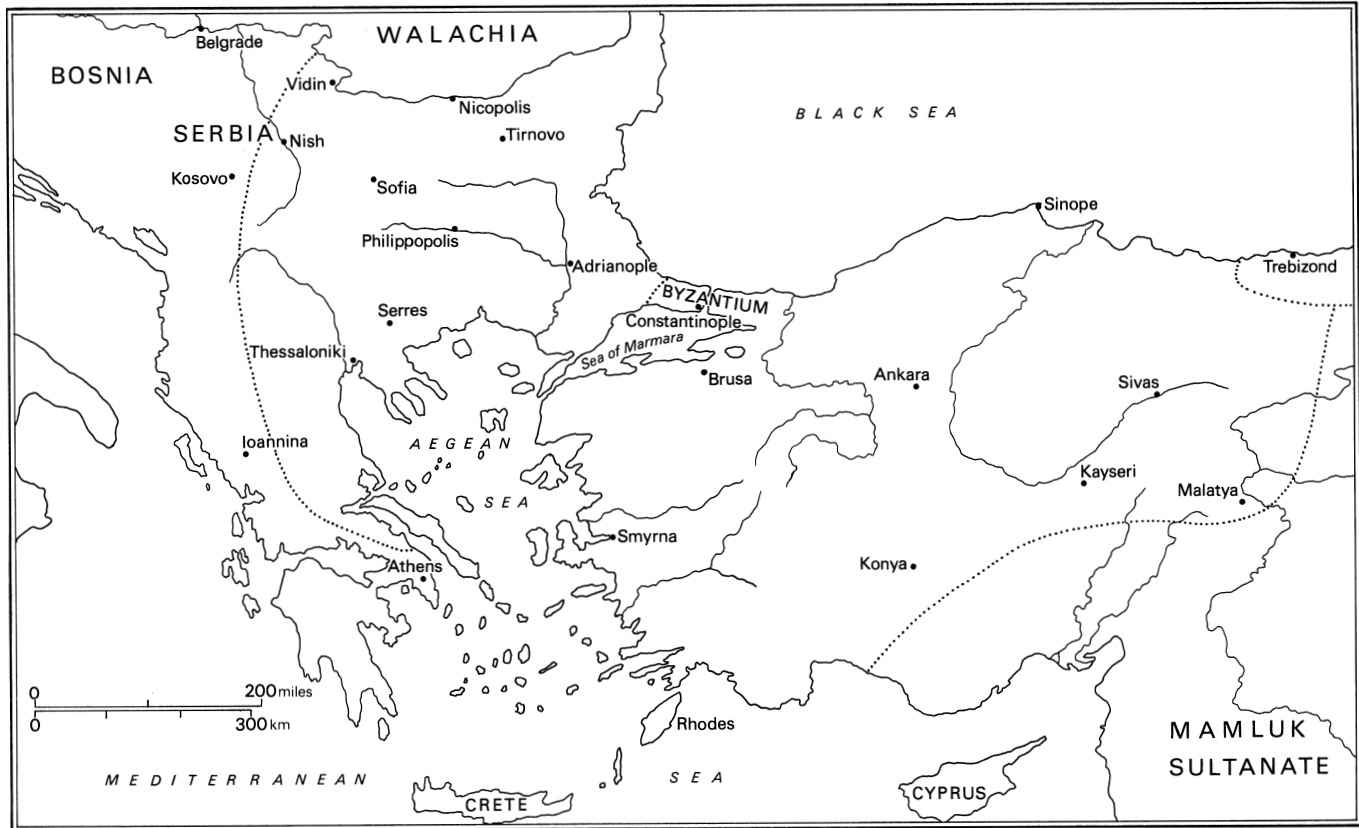 WALACHIA
Belgrade
BOSNIA
Vidin
Nicopolis
BLACK SEA
SERBIA
Nish
Tirnovo
Kosovo
Sofia
Sinope
Philippopolis
Adrianople
Trebizond
BYZANTIUM
Serres
Constantinople
Sea of Marmara
Thessaloniki
Brusa
Ankara
Sivas
Ioannina
AEGEAN
SEA
Kayseri
Malatya
Smyrna
Konya
Athens
0 200 miles
0 300 km
Rhodes
MAMLUK
SULTANATE
MEDITERRANEAN SEA
CRETE
CYPRUS